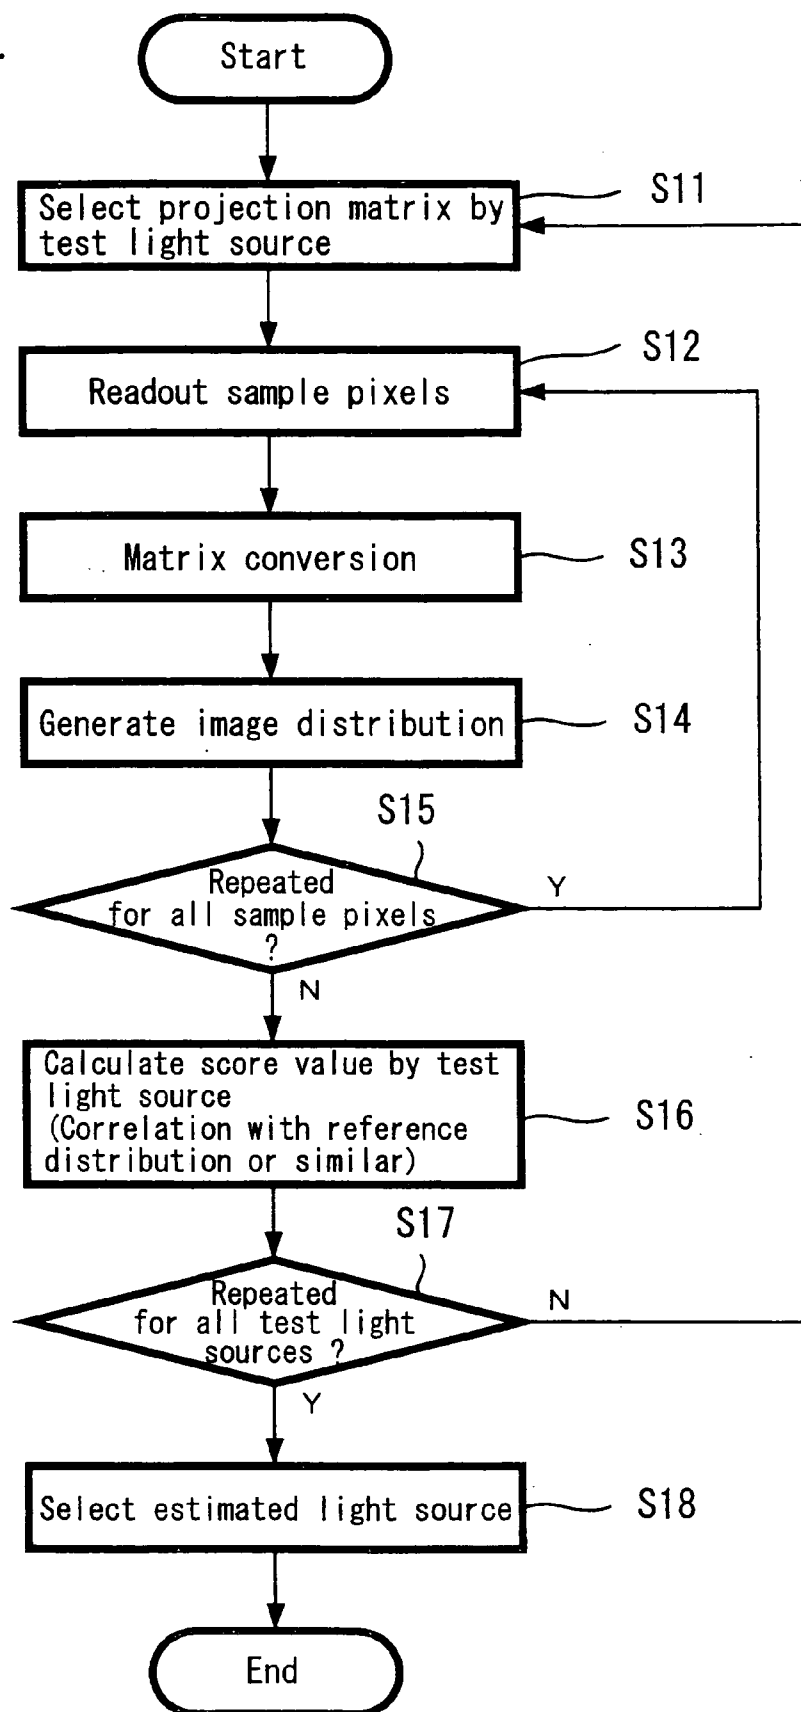 Start
S11
Select projection matrix by
test light source
S12
Readout sample pixels
Matrix conversion
S13
Generate image distribution
S14
S15
Repeated
for all sample pixels
?
Y
N
Calculate score value by test
light source
(Correlation with reference
distribution or similar)
S16
S17
Repeated
for all test light
sources ?
N
Y
Select estimated light source
S18
End